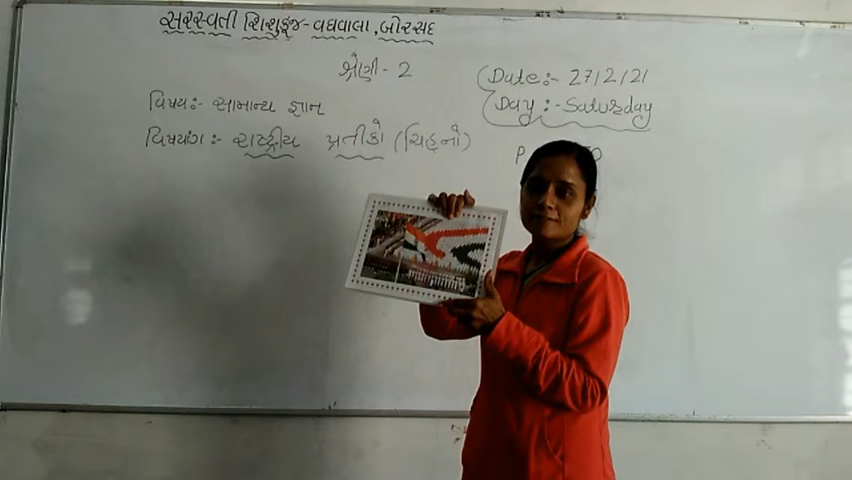 સરસ્વતી શિશુકુંજ - વઘવાલા, બોરસદ
શ્રેણી - 2
Date :- 27/2/21
Day :- Saturday
વિષય :- સામાન્ય જ્ઞાન
વિષયાંગ :- રાષ્ટ્રીય પ્રતીકો (ચિહ્નો)